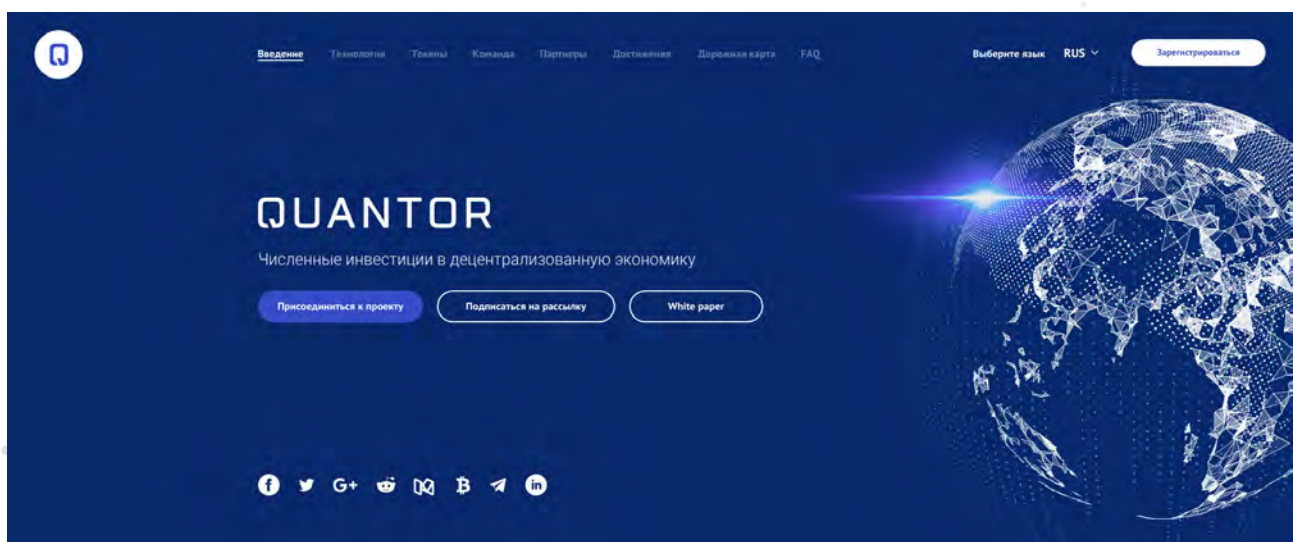 Введение Технология Токены Команда Партнеры Достижения Дорожная карта FAQ Выберите язык RUS Зарегистрироваться
QUANTOR
Численные инвестиции в децентрализованную экономику
Присоединиться к проекту Подписаться на рассылку White paper
G+